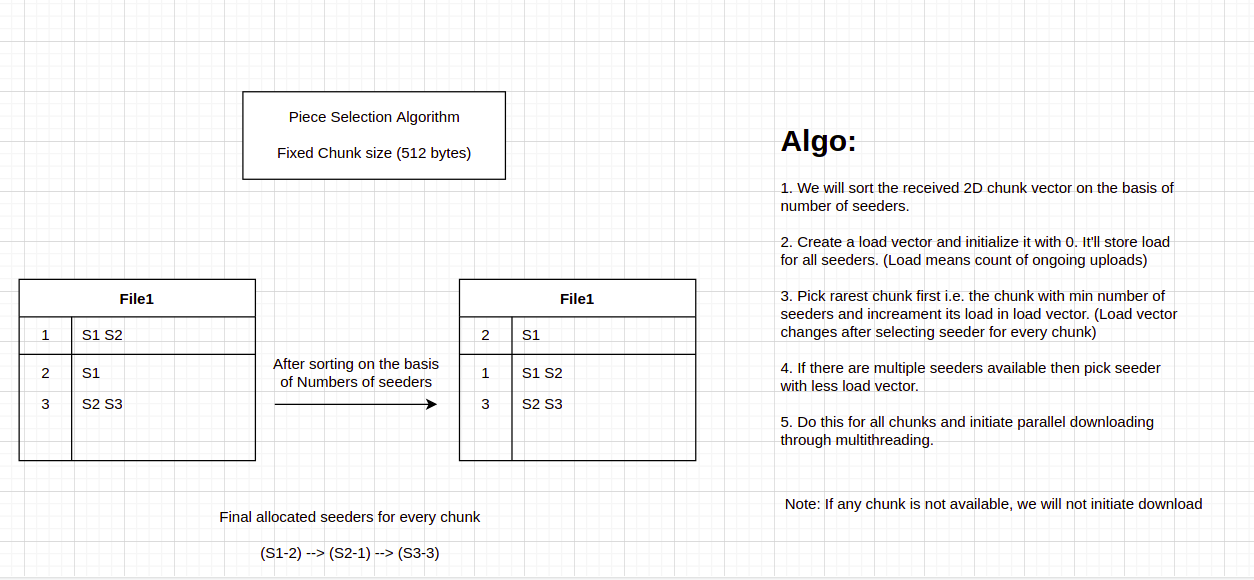 Piece Selection Algorithm
Fixed Chunk size (512 bytes)
File1
1 S1 S2
2 S1
3 S2 S3
After sorting on the basis
of Numbers of seeders
File1
2 S1
1 S1 S2
3 S2 S3
Final allocated seeders for every chunk
(S1-2) --> (S2-1) --> (S3-3)
Algo:
1. We will sort the received 2D chunk vector on the basis of
number of seeders.
2. Create a load vector and initialize it with 0. It'll store load
for all seeders. (Load means count of ongoing uploads)
3. Pick rarest chunk first i.e. the chunk with min number of
seeders and increament its load in load vector. (Load vector
changes after selecting seeder for every chunk)
4. If there are multiple seeders available then pick seeder
with less load vector.
5. Do this for all chunks and initiate parallel downloading
through multithreading.
Note: If any chunk is not available, we will not initiate download